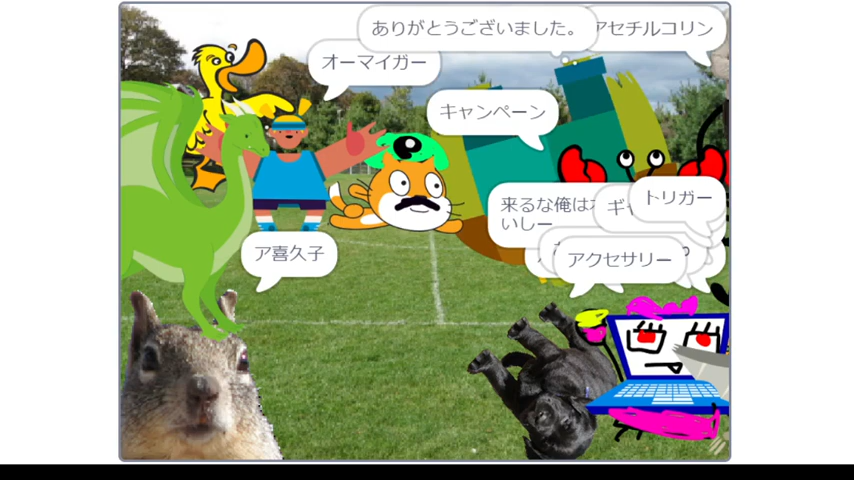 ありがとうございました。
アセチルコリン
オーマイガー
キャンペーン
来るな俺は
いしー
トリガー
ア喜久子
アクセサリー